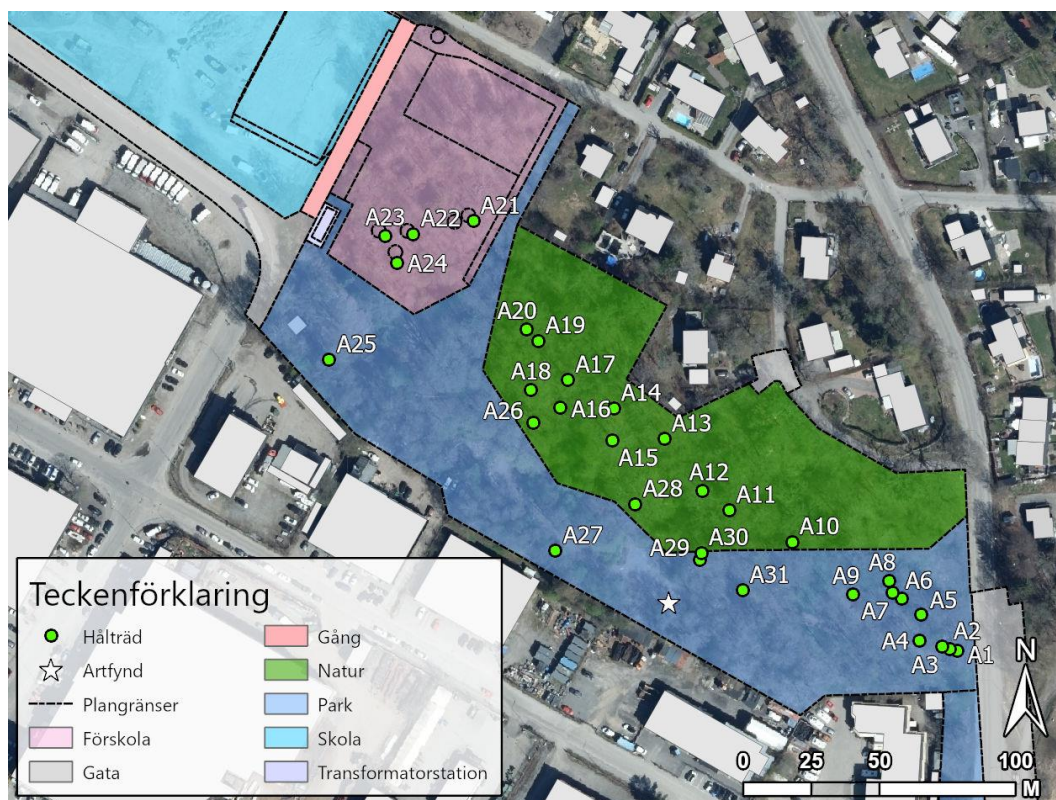 A21
A23
A22
A24
A20
A19
A25
A17
A18
A14
A16
A26
A13
A15
A12
A28
A11
A10
A30
A27
A29
A8
A31
A9
A6
A7
A5
A4
A2
A3
A1
N
Teckenförklaring
Hålträd
Artfynd
Plangränser
Förskola
Gata
Gång
Natur
Park
Skola
Transformatorstation
0 25 50 100
M